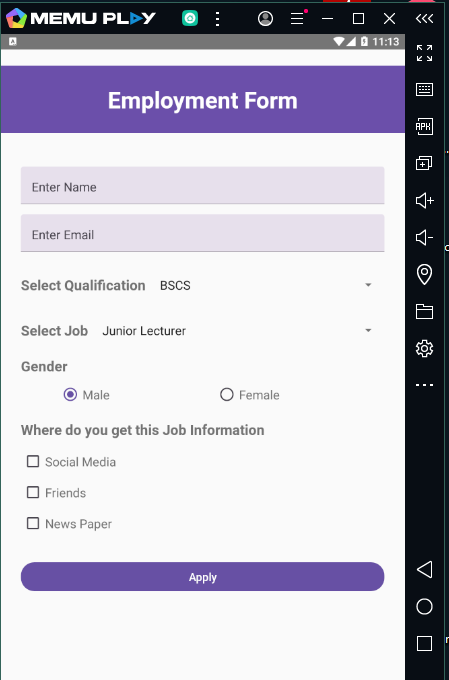 MEMU PLAY
A
11:13
Employment Form
Enter Name
Enter Email
Select Qualification BSCS
Select Job Junior Lecturer
Gender
Male Female
Where do you get this Job Information
Social Media
Friends
News Paper
Apply
APK